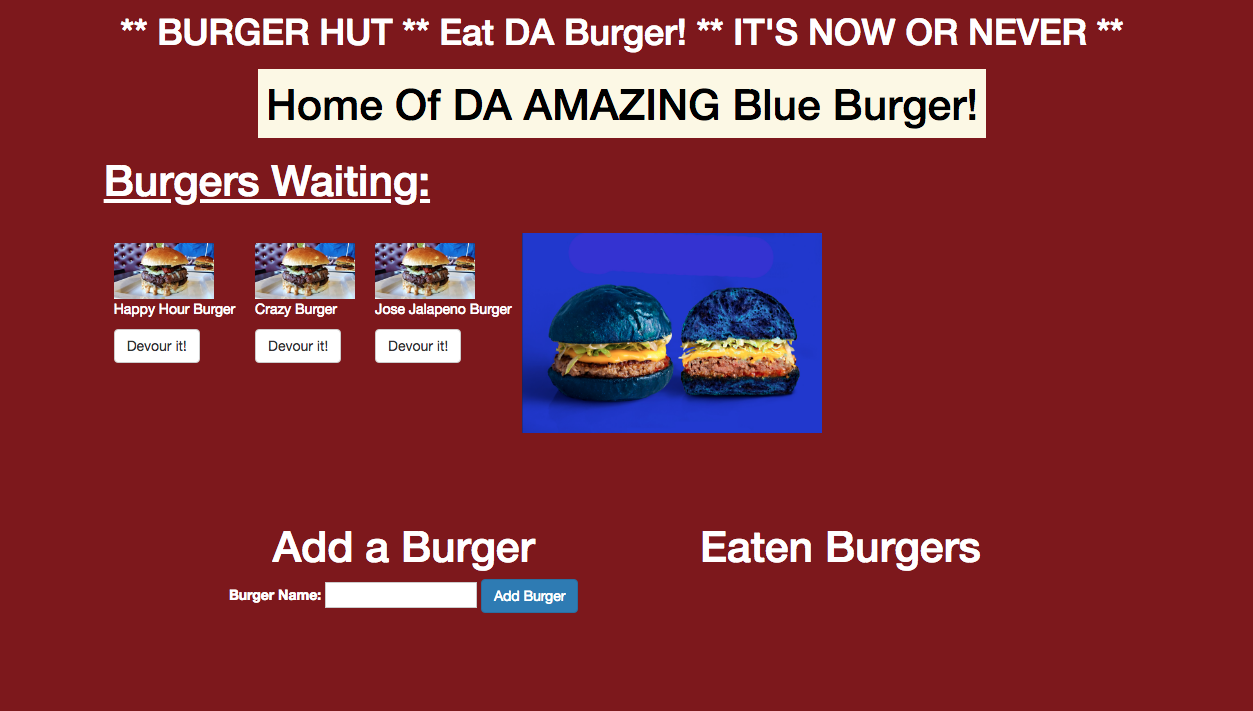 ** BURGER HUT ** Eat DA Burger! ** IT'S NOW OR NEVER **
Home Of DA AMAZING Blue Burger!
Burgers Waiting:
Happy Hour Burger
Devour it!
Crazy Burger
Devour it!
Jose Jalapeno Burger
Devour it!
Add a Burger
Burger Name:
Add Burger
Eaten Burgers